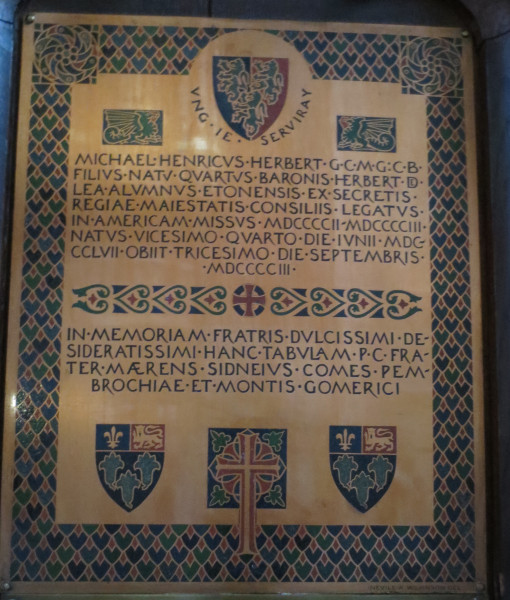 VNG · IE · SERVIRAY
MICHAEL · HENRICVS · HERBERT · G · C · M · G : C · B
FILIVS · NATV · QVARTVS · BARONIS · HERBERT · DE
LEA · ALVMNVS · ETONENSIS · EX · SECRETIS ·
REGIAE · MAIESTATIS · CONSILIIS · LEGATVS ·
IN · AMERICAM · MISSVS · MDCCCCII · MDCCCCIII ·
NATVS · VICESIMO · QVARTO · DIE · IVNII · MDC-
CCLVII · OBIIT · TRICESIMO · DIE · SEPTEMBRIS ·
· MDCCCCIII ·
IN · MEMORIAM · FRATRIS · DVLCISSIMI · DE-
SIDERATISSIMI · HANC · TABVLAM · P · C · FRA-
TER · MÆRENS · SIDNEIVS · COMES · PEM-
BROCHIAE · ET · MONTIS · GOMERICI